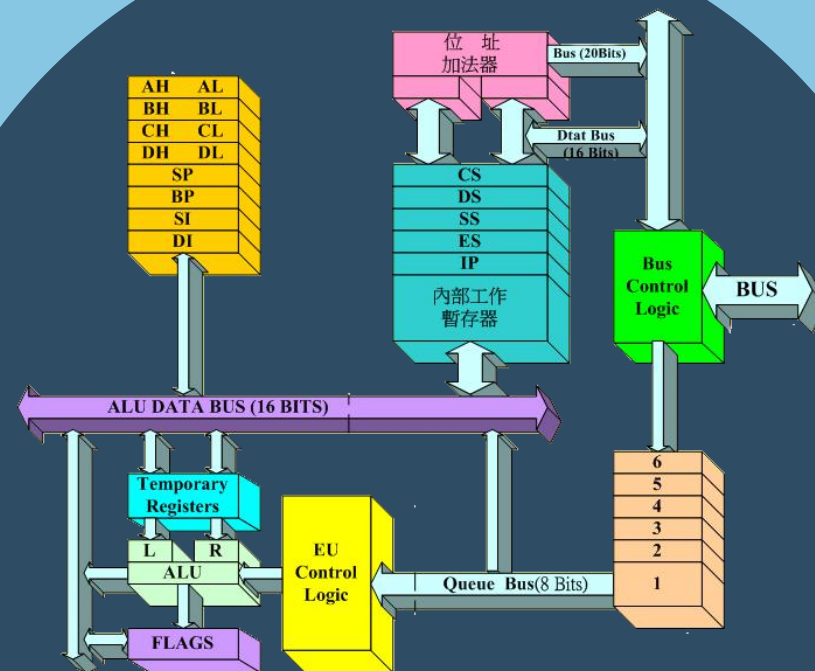 AH AL
BH BL
CH CL
DH DL
SP
BP
SI
DI
位 址
加法器
Bus (20Bits)
Dtat Bus
(16 Bits)
CS
DS
SS
ES
IP
內部工作
暫存器
Bus
Control
Logic
BUS
ALU DATA BUS (16 BITS)
6
5
4
3
2
1
Temporary
Registers
L R
ALU
EU
Control
Logic
Queue Bus(8 Bits)
FLAGS